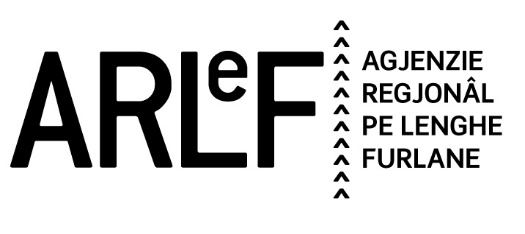 ARLeF
AGJENZIE
REGJONÂL
PE LENGHE
FURLANE